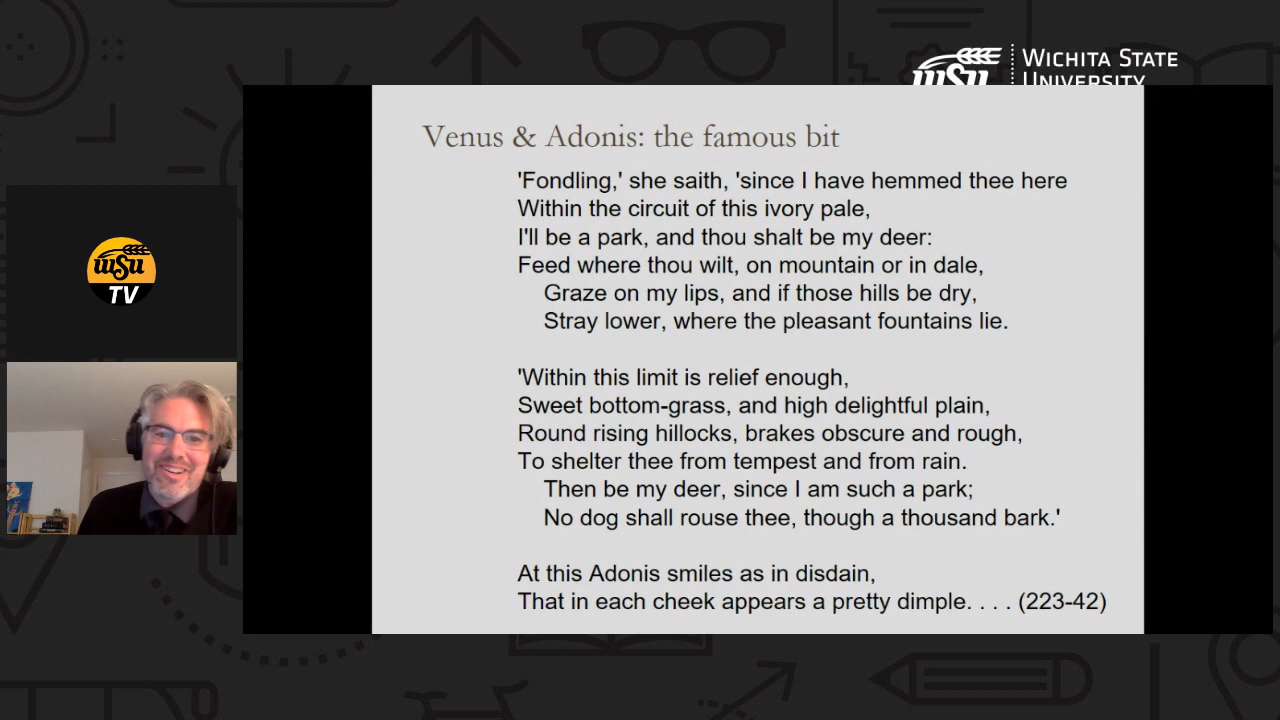 WSU
WICHITA STATE
UNIVERSITY
Venus & Adonis: the famous bit
'Fondling,' she saith, 'since I have hemmed thee here
Within the circuit of this ivory pale,
I'll be a park, and thou shalt be my deer:
Feed where thou wilt, on mountain or in dale,
Graze on my lips, and if those hills be dry,
Stray lower, where the pleasant fountains lie.
'Within this limit is relief enough,
Sweet bottom-grass, and high delightful plain,
Round rising hillocks, brakes obscure and rough,
To shelter thee from tempest and from rain.
Then be my deer, since I am such a park;
No dog shall rouse thee, though a thousand bark.'
At this Adonis smiles as in disdain,
That in each cheek appears a pretty dimple. . . . (223-42)
WSU
TV